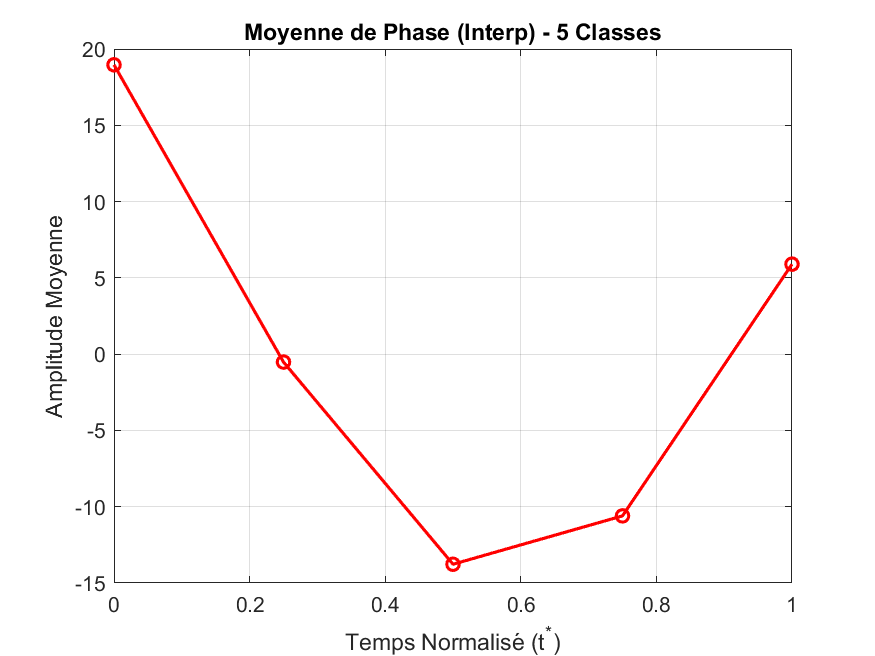 Moyenne de Phase (Interp) - 5 Classes
20
15
10
5
0
-5
-10
-15
Amplitude Moyenne
0 0.2 0.4 0.6 0.8 1
Temps Normalisé (t*)